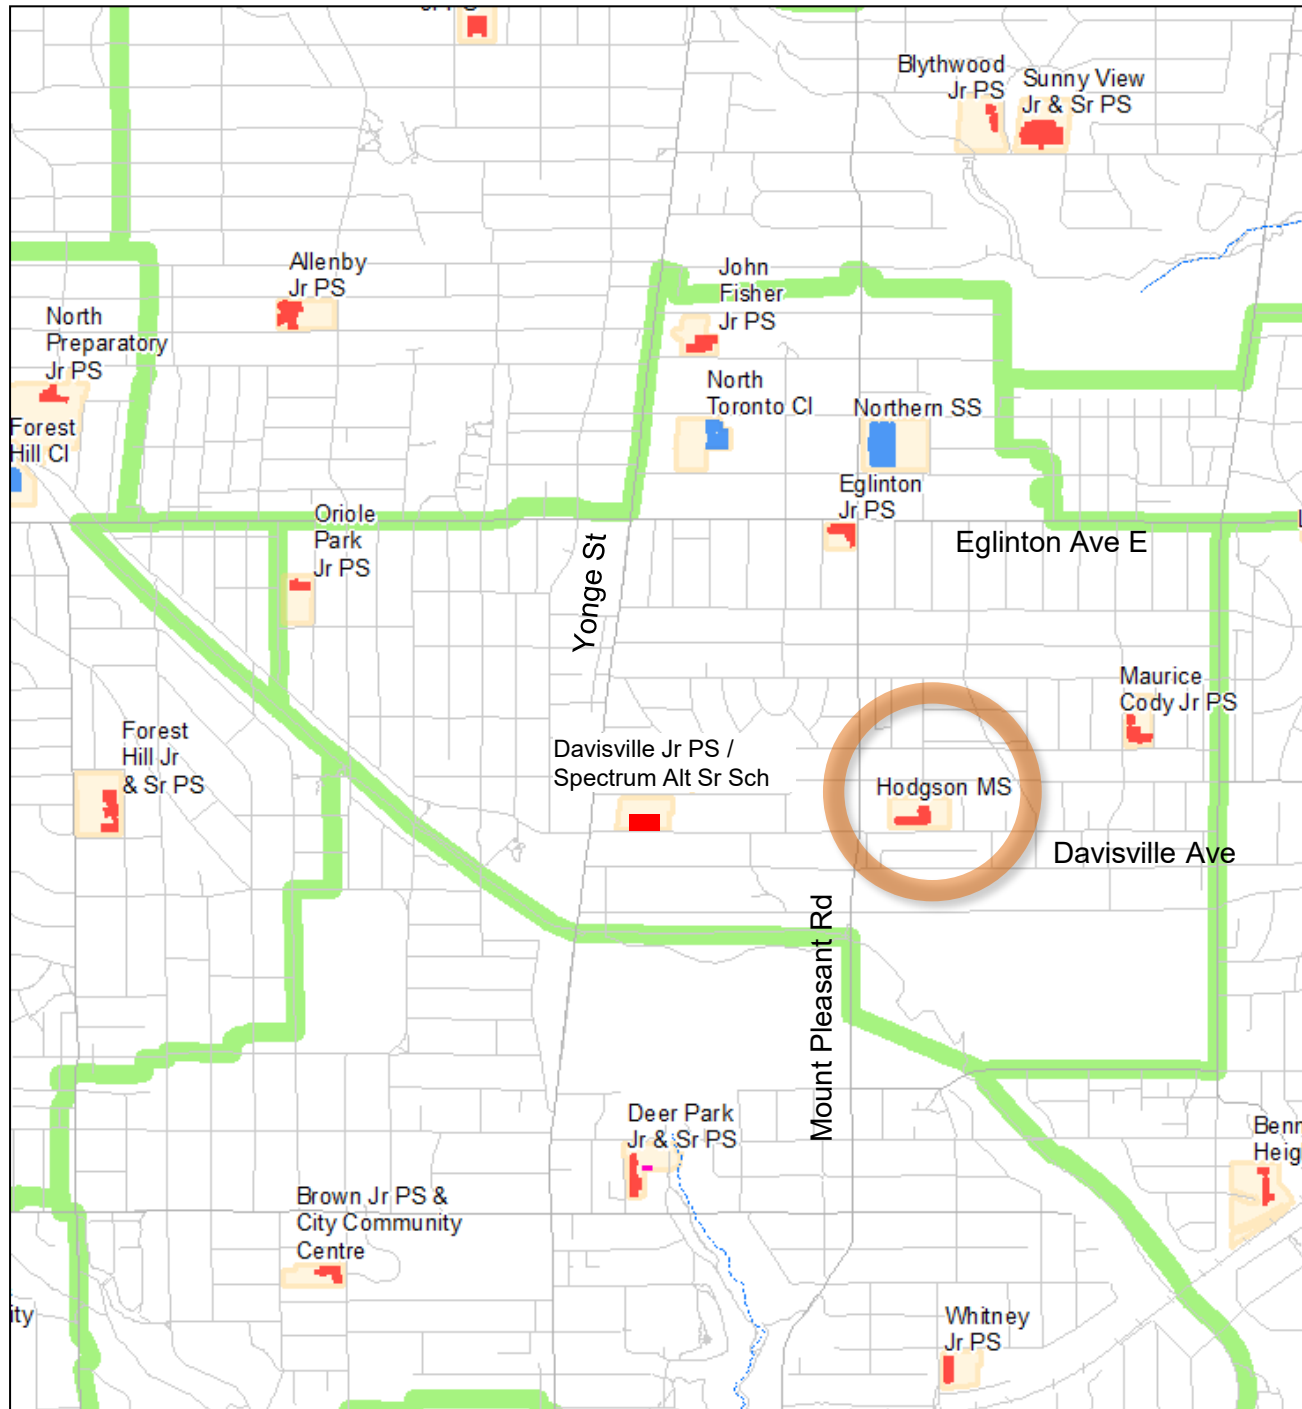 Blythwood
Jr PS
Sunny View
Jr & Sr PS
Allenby
Jr PS
John
Fisher
Jr PS
North
Preparatory
Jr PS
North
Toronto CI
Northern SS
Forest
Hill CI
Eglinton
Jr PS
Oriole
Park
Jr PS
Eglinton Ave E
Yonge St
Maurice
Cody Jr PS
Forest
Hill Jr
& Sr PS
Davisville Jr PS /
Spectrum Alt Sr Sch
Hodgson MS
Davisville Ave
Mount Pleasant Rd
Deer Park
Jr & Sr PS
Brown Jr PS &
City Community
Centre
Whitney
Jr PS